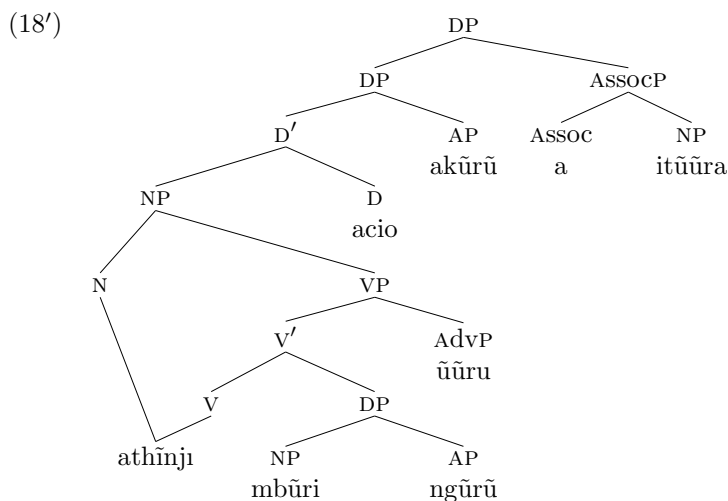 (18′)
DP
DP AssocP
D′ AP Assoc NP
akũrũ a itũũra
NP D
acio
N VP
V′ AdvP
ũũru
V DP
athĩnjı NP AP
mbũri ngũrũ